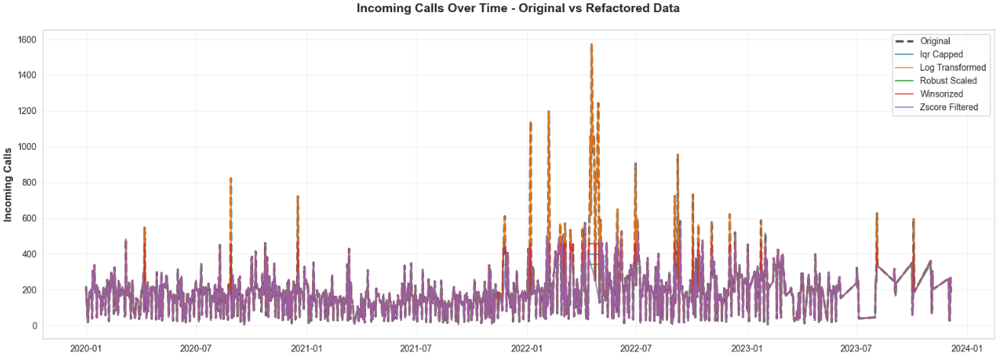 Incoming Calls Over Time - Original vs Refactored Data
Incoming Calls
1600
1400
1200
1000
800
600
400
200
0
2020-01
2020-07
2021-01
2021-07
2022-01
2022-07
2023-01
2023-07
2024-01
Original
Iqr Capped
Log Transformed
Robust Scaled
Winsorized
Zscore Filtered